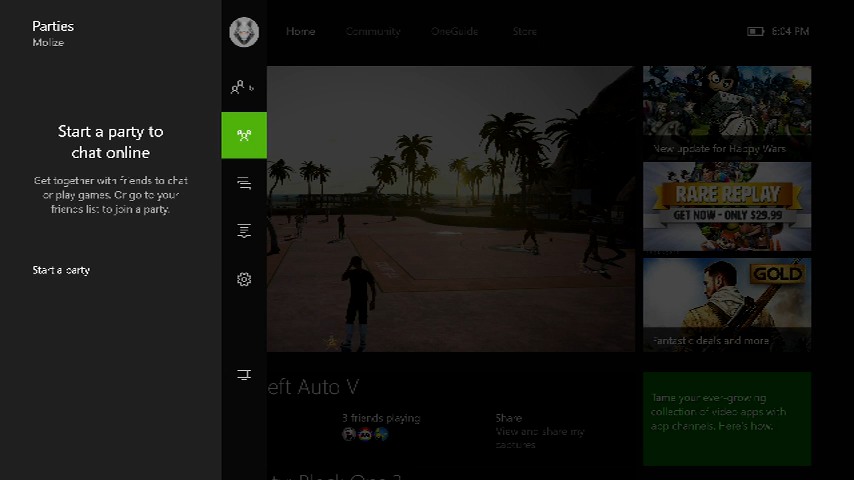 Parties
Molize
Start a party to
chat online
Get together with friends to chat
or play games. Or go to your
friends list to join a party.
Start a party
Home
Community
OneGuide
Store
6:04 PM
New update for Happy Wars
RARE REPLAY
GET NOW - ONLY $29.99
GOLD
Fantastic deals and more
eft Auto V
3 friends playing
Share
View and share my
captures
Tame your ever-growing
collection of video apps with
app channels. Here's how.